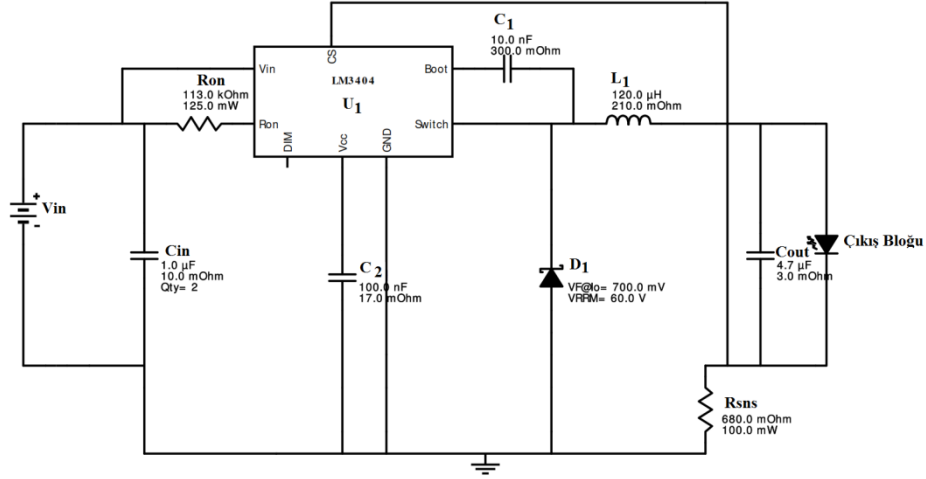 C1
10.0 nF
300.0 mOhm
CS
Vin
Boot
LM3404
U1
Ron
Switch
DIM
Vcc
GND
Ron
113.0 kOhm
125.0 mW
L1
120.0 µH
210.0 mOhm
+
Vin
-
Cin
1.0 µF
10.0 mOhm
Qty= 2
C2
100.0 nF
17.0 mOhm
D1
VF@Io= 700.0 mV
VRRM= 60.0 V
Cout
4.7 µF
3.0 mOhm
Çıkış Bloğu
Rsns
680.0 mOhm
100.0 mW